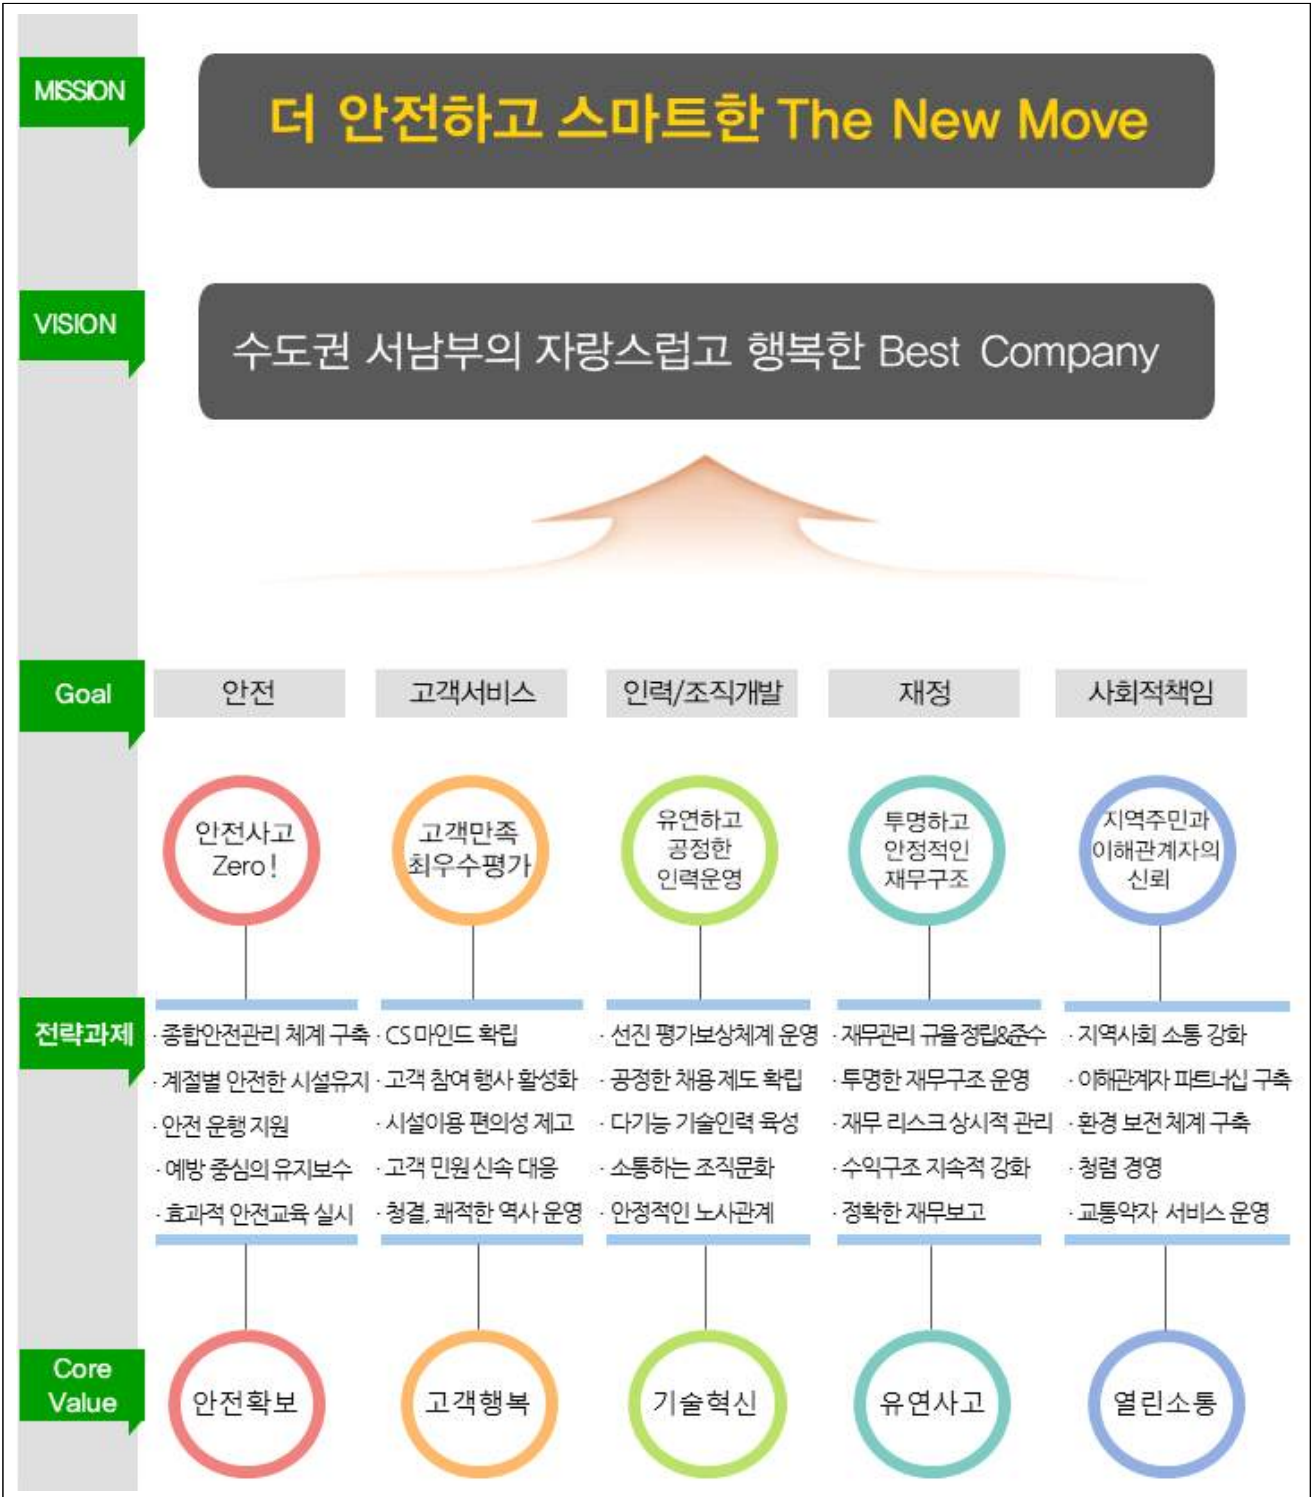 MISSION
더 안전하고 스마트한 The New Move
VISION
수도권 서남부의 자랑스럽고 행복한 Best Company
Goal
안전
고객서비스
인력/조직개발
재정
사회적책임
안전사고
Zero!
고객만족
최우수평가
유연하고
공정한
인력운영
투명하고
안정적인
재무구조
지역주민과
이해관계자의
신뢰
전략과제
· 종합안전관리 체계 구축
· 계절별 안전한 시설유지
· 안전 운행 지원
· 예방 중심의 유지보수
· 효과적 안전교육 실시
· CS 마인드 확립
· 고객 참여 행사 활성화
· 시설이용 편의성 제고
· 고객 민원 신속 대응
· 청결, 쾌적한 역사 운영
· 선진 평가보상체계 운영
· 공정한 채용 제도 확립
· 다기능 기술인력 육성
· 소통하는 조직문화
· 안정적인 노사관계
· 재무관리 규율 정립&준수
· 투명한 재무구조 운영
· 재무 리스크 상시적 관리
· 수익구조 지속적 강화
· 정확한 재무보고
· 지역사회 소통 강화
· 이해관계자 파트너십 구축
· 환경 보전 체계 구축
· 청렴 경영
· 교통약자 서비스 운영
Core
Value
안전확보
고객행복
기술혁신
유연사고
열린소통